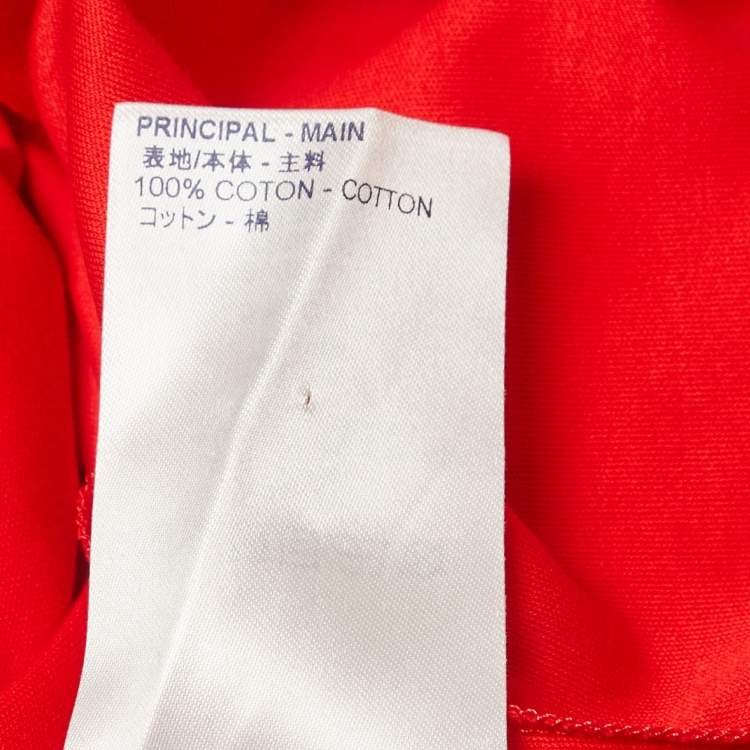 PRINCIPAL - MAIN
表地/本体 - 主料
100% COTON - COTTON
コットン - 棉